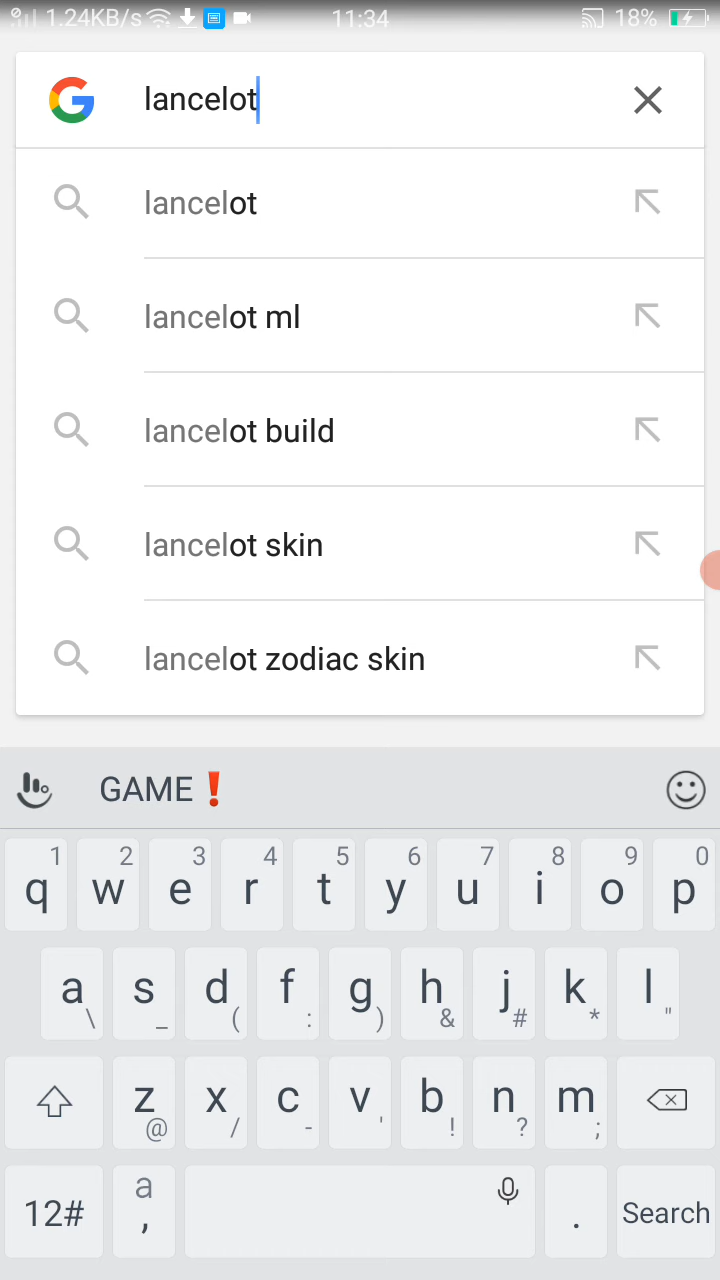 1.24KB/s 11:34 18%
lancelot
lancelot
lancelot ml
lancelot build
lancelot skin
lancelot zodiac skin
GAME❗
1 2 3 4 5 6 7 8 9 0
q w e r t y u i o p
a s d f g h j k l
\ _ ( : ) & # * "
z x c v b n m
@ / - ' ! ? ;
12# a , . Search